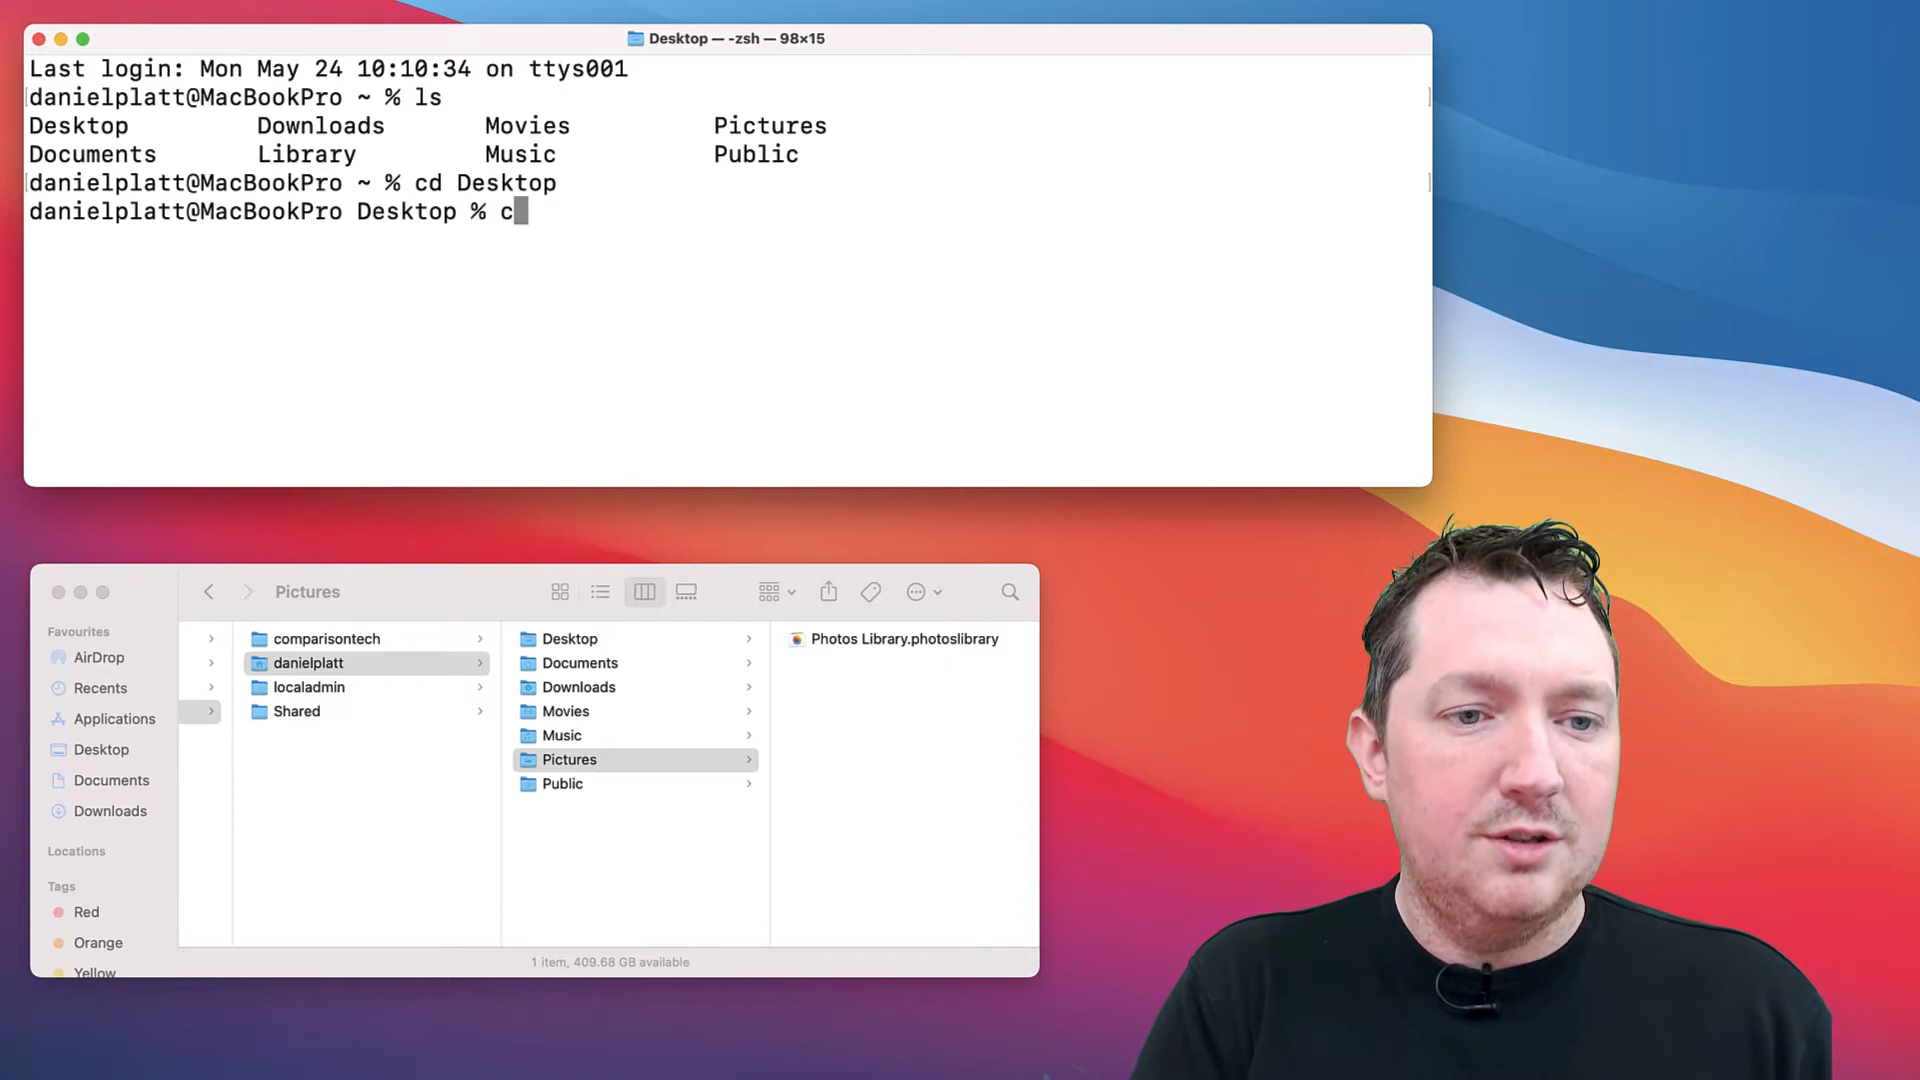 Desktop — -zsh — 98×15
Last login: Mon May 24 10:10:34 on ttys001
danielplatt@MacBookPro ~ % ls
Desktop Downloads Movies Pictures
Documents Library Music Public
danielplatt@MacBookPro ~ % cd Desktop
danielplatt@MacBookPro Desktop % c
Pictures
Favourites
AirDrop
Recents
Applications
Desktop
Documents
Downloads
Locations
Tags
Red
Orange
Yellow
comparisontech
danielplatt
localadmin
Shared
Desktop
Documents
Downloads
Movies
Music
Pictures
Public
Photos Library.photoslibrary
1 item, 409.68 GB available